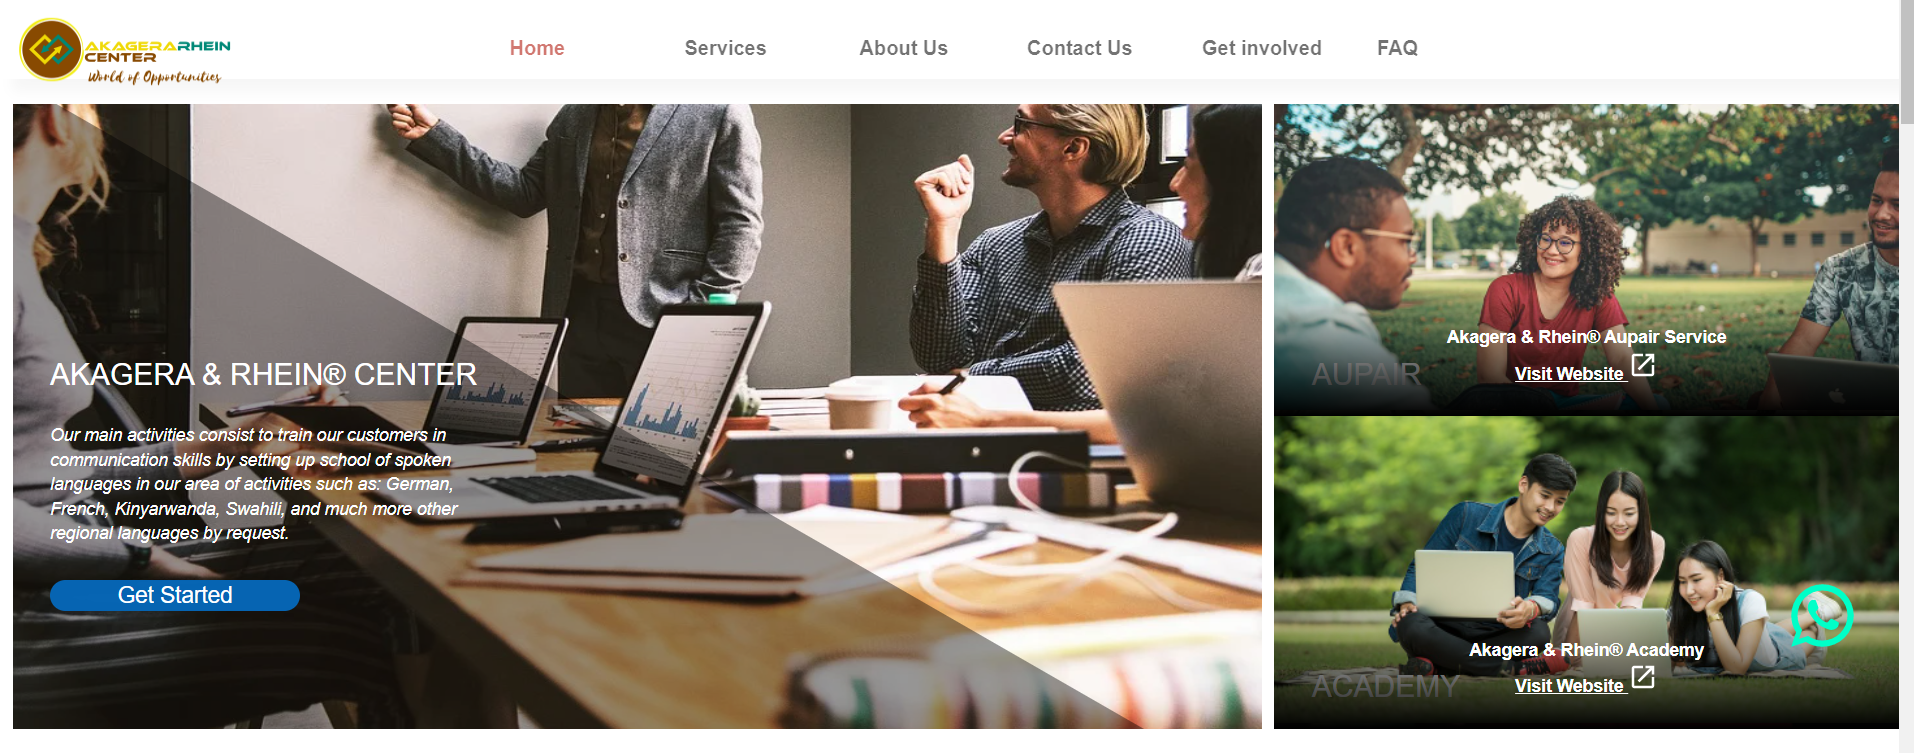 AKAGERARHEIN
CENTER
World of Opportunities
Home
Services
About Us
Contact Us
Get involved
FAQ
AKAGERA & RHEIN® CENTER
Our main activities consist to train our customers in
communication skills by setting up school of spoken
languages in our area of activities such as: German,
French, Kinyarwanda, Swahili, and much more other
regional languages by request.
Get Started
Akagera & Rhein® Aupair Service
AUPAIR
Visit Website
Akagera & Rhein® Academy
ACADEMY
Visit Website